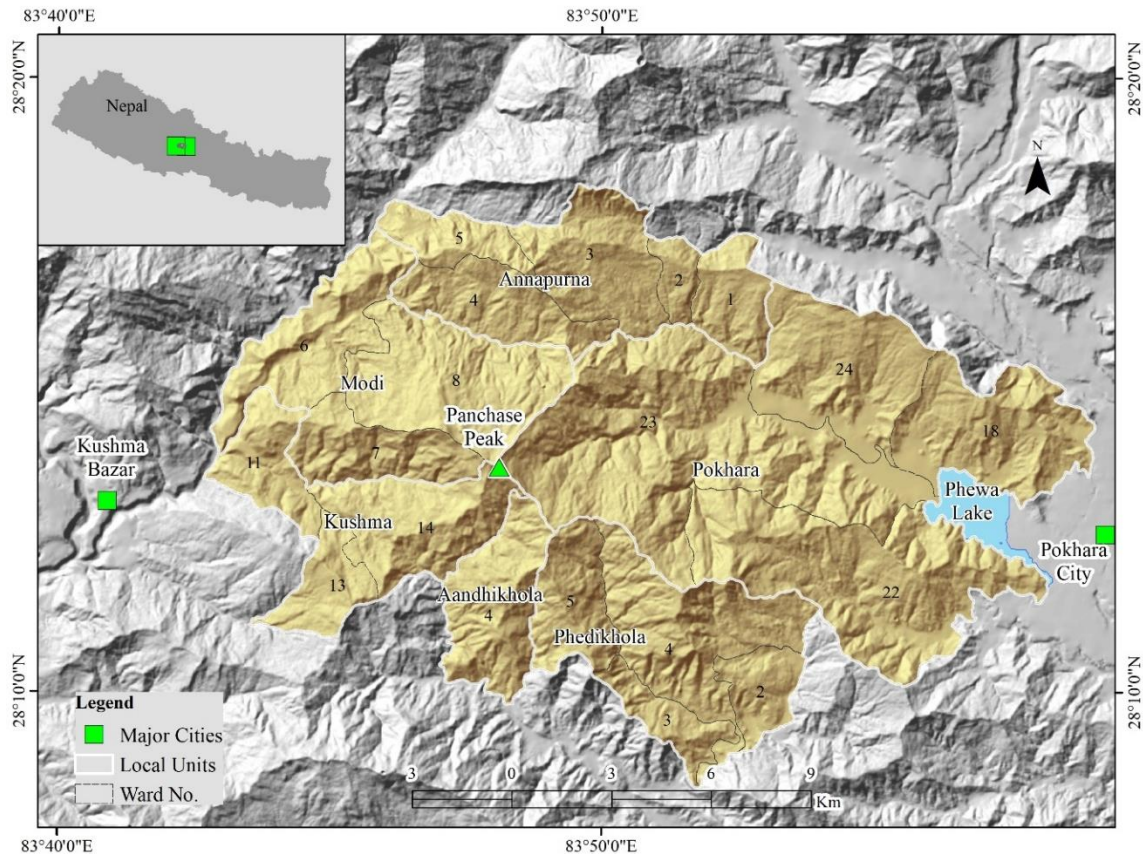 83°40'0"E
83°50'0"E
28°20'0"N
28°20'0"N
Nepal
N
5
3
Annapurna
2
1
4
6
24
Modi
8
18
Panchase
Peak
23
Kushma
Bazar
11
7
Pokhara
Phewa
Lake
Kushma
14
Pokhara
City
13
Aandhikhola
4
5
22
Phedikhola
4
2
3
28°10'0"N
28°10'0"N
Legend
Major Cities
Local Units
Ward No.
3
0
3
6
9
Km
83°40'0"E
83°50'0"E